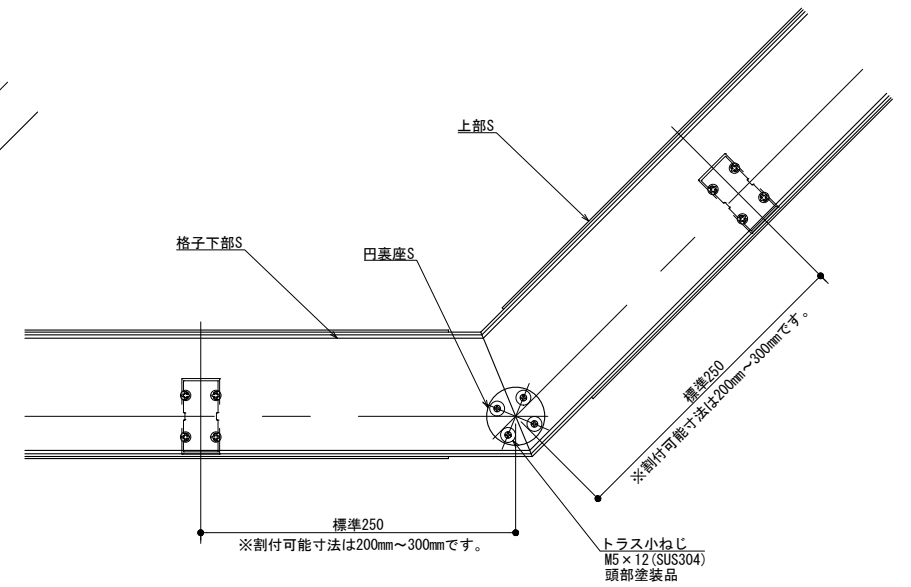 上部S
格子下部S
円裏座S
標準250
※割付可能寸法は200mm～300mmです。
標準250
※割付可能寸法は200mm～300mmです。
トラス小ねじ
M5×12(SUS304)
頭部塗装品